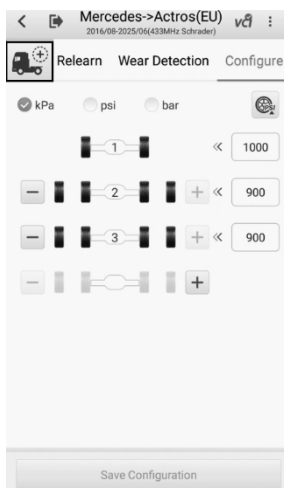 Mercedes->Actros(EU)
2016/08-2025/06(433MHz Schrader)
vCI
Relearn Wear Detection Configure
kPa psi bar
1 « 1000
− 2 + « 900
− 3 + « 900
− +
Save Configuration